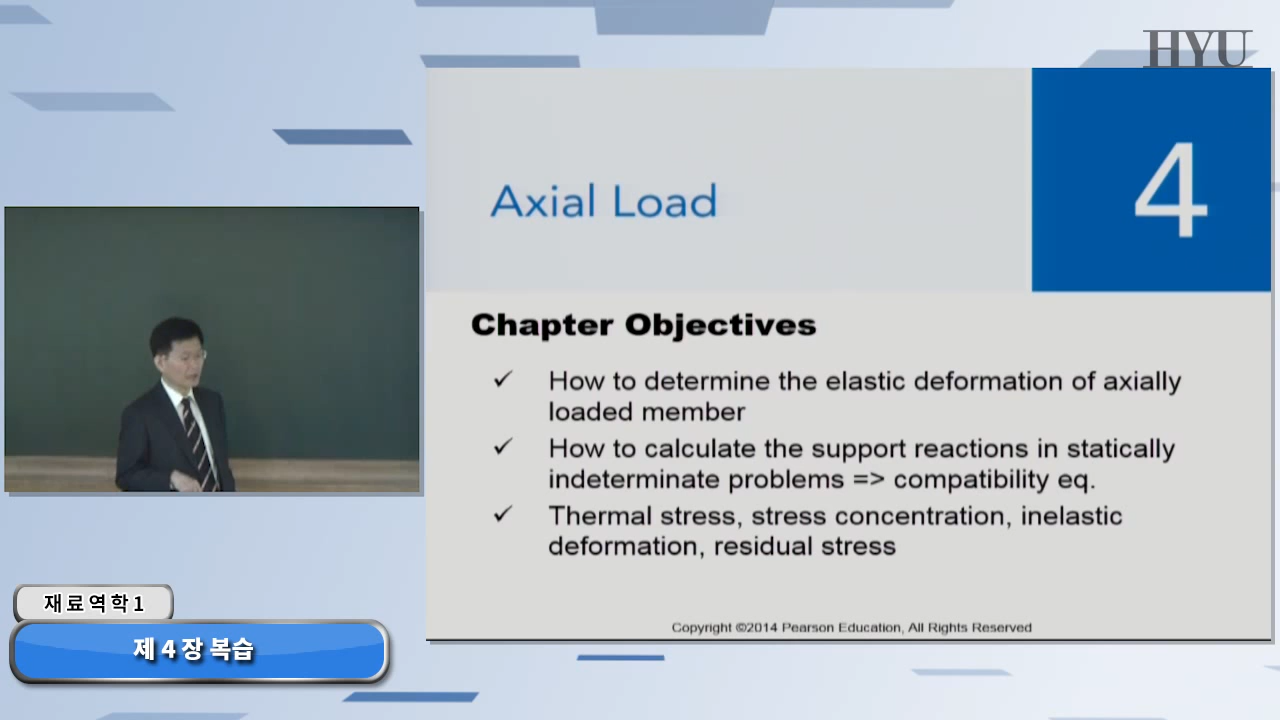 HYU
Axial Load
4
Chapter Objectives
✓ How to determine the elastic deformation of axially
loaded member
✓ How to calculate the support reactions in statically
indeterminate problems => compatibility eq.
✓ Thermal stress, stress concentration, inelastic
deformation, residual stress
Copyright ©2014 Pearson Education, All Rights Reserved
재료역학1
제 4 장 복습